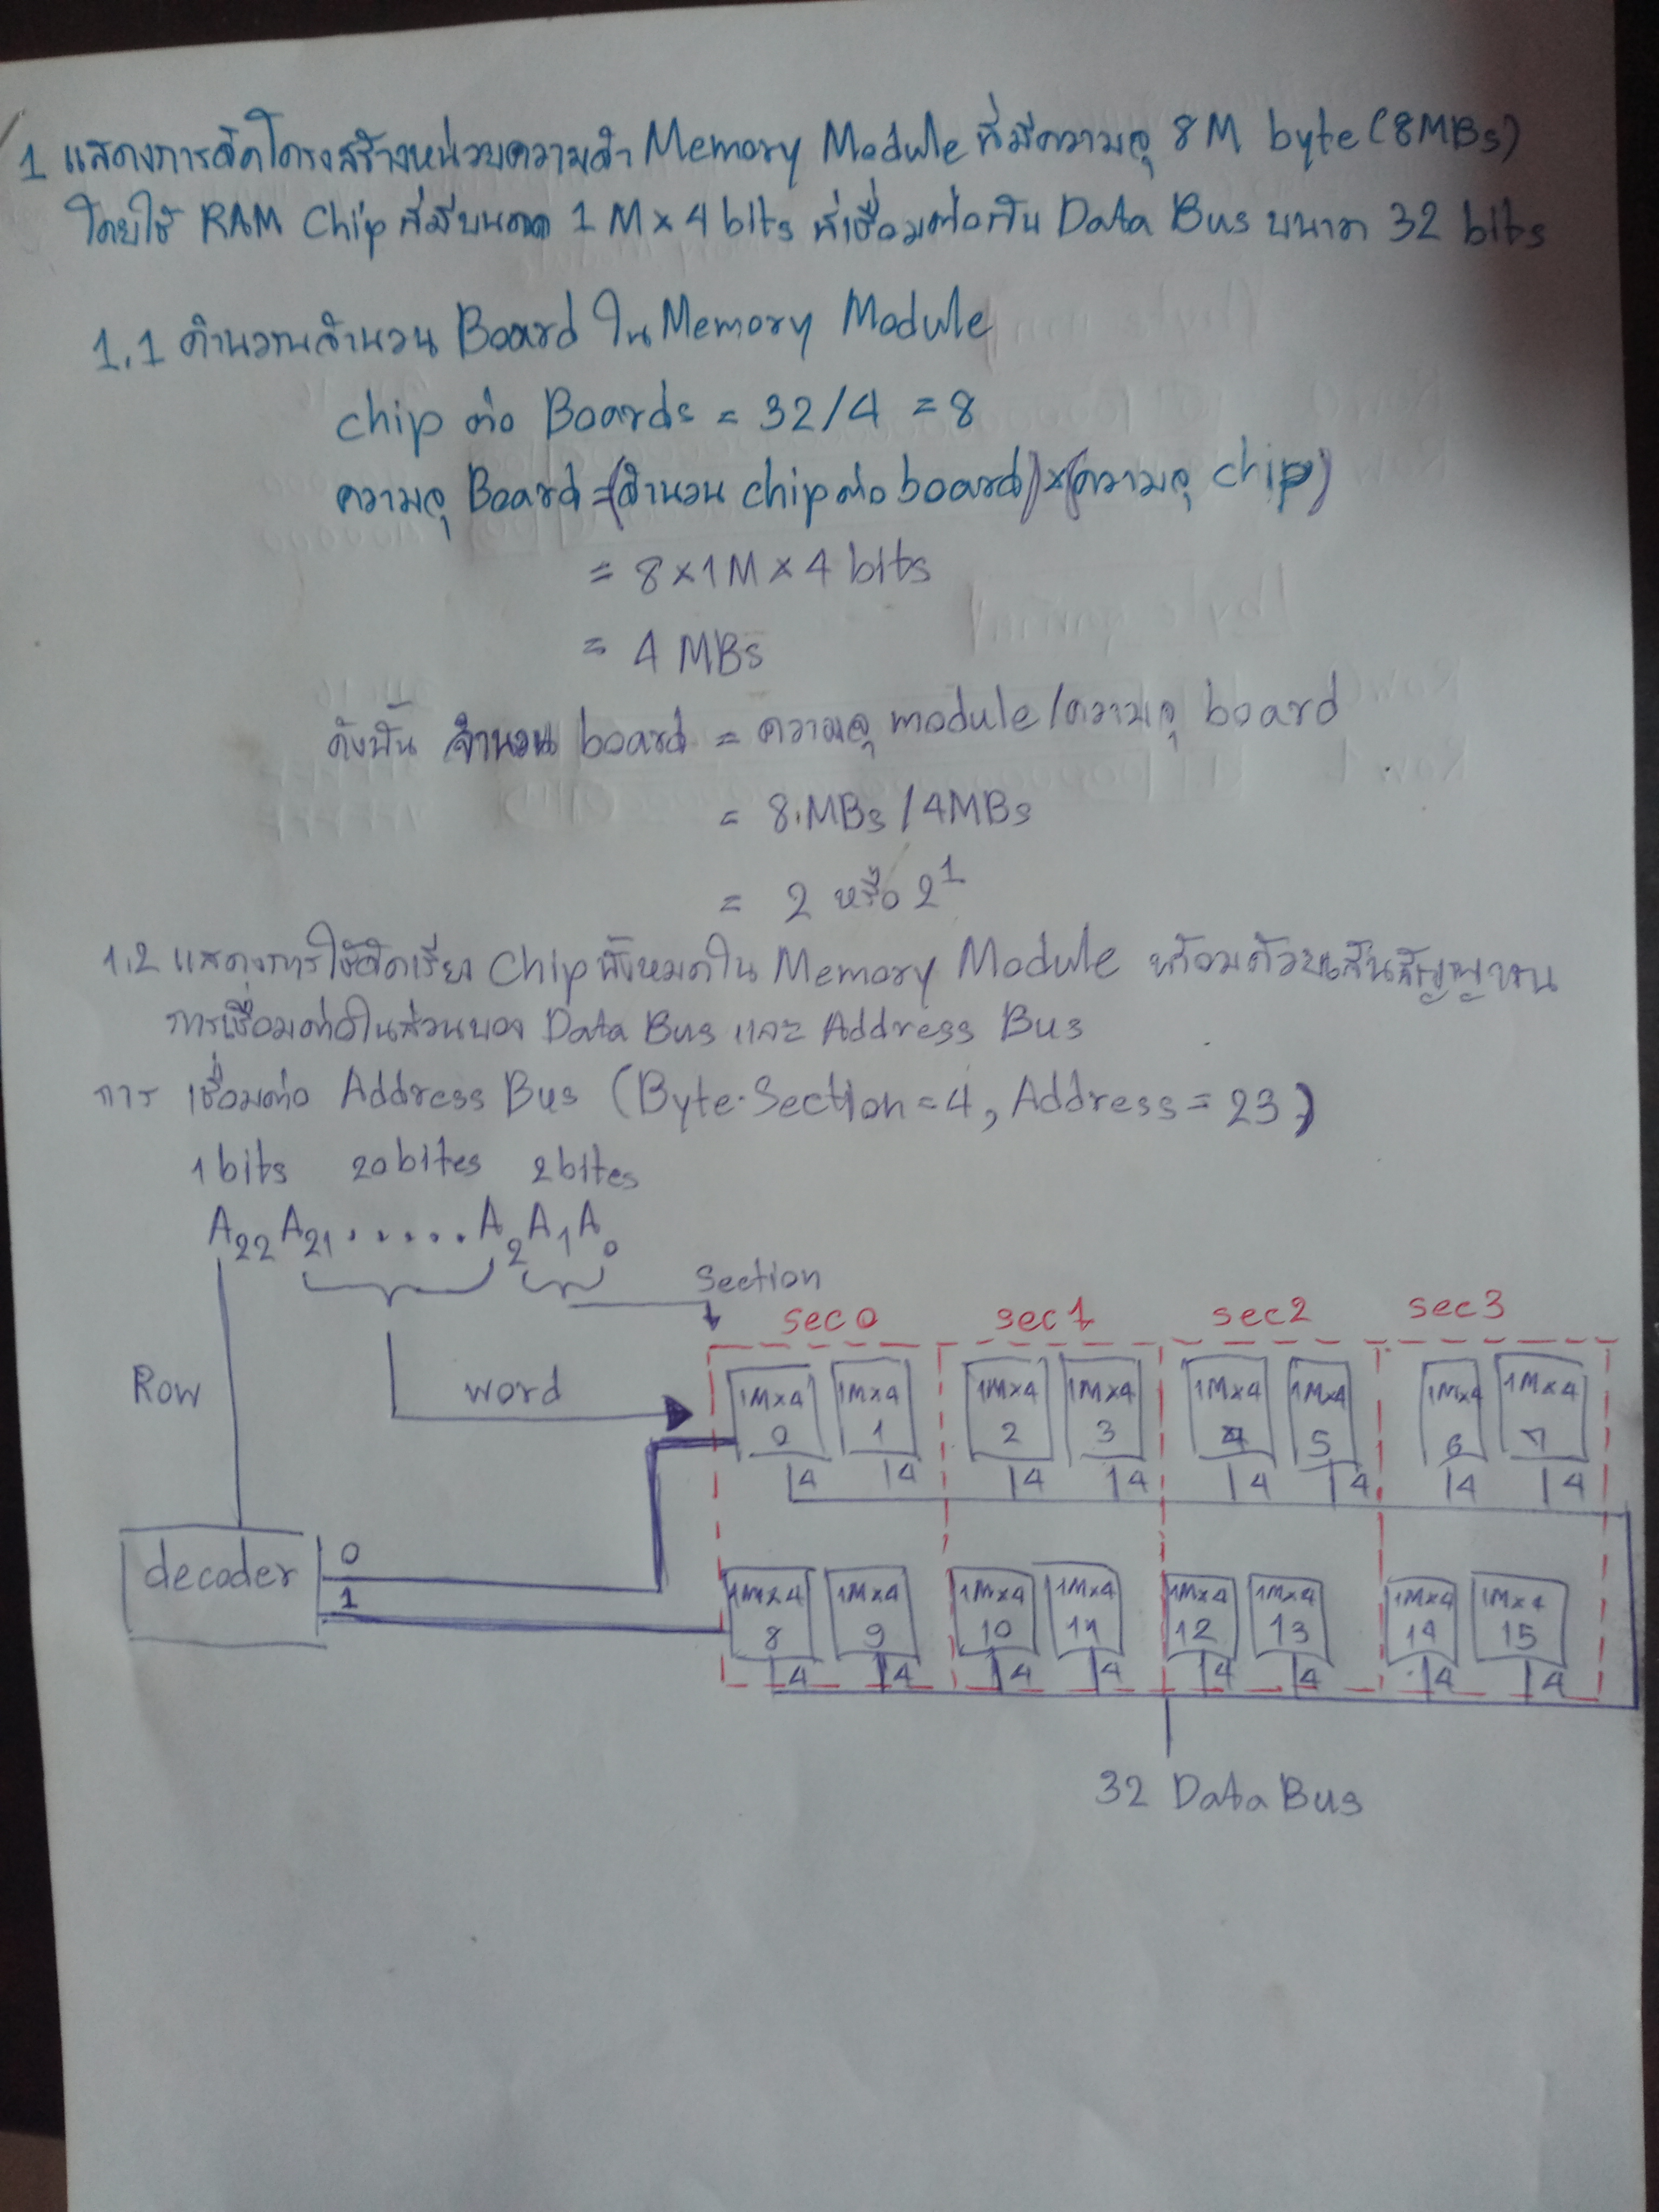 1 แสดงการจัดโครงสร้างหน่วยความจำ Memory Module ที่มีความจุ 8M byte (8MBs)
โดยใช้ RAM Chip ที่มีขนาด 1 M x 4 bits ที่เชื่อมต่อกับ Data Bus ขนาด 32 bits
1.1 คำนวณจำนวน Board ใน Memory Module
chip ต่อ Boards = 32/4 = 8
ความจุ Board = (จำนวน chip ต่อ board) x (ความจุ chip)
= 8 x 1M x 4 bits
= 4 MBs
ดังนั้น จำนวน board = ความจุ module / ความจุ board
= 8 MBs / 4MBs
= 2 หรือ 2¹
1.2 แสดงการใช้จัดเรียง Chip ทั้งหมดใน Memory Module พร้อมด้วยเส้นสัญญาณ
การเชื่อมต่อในส่วนของ Data Bus และ Address Bus
การ เชื่อมต่อ Address Bus (Byte-Section = 4, Address = 23)
1 bits 20 bites 2 bites
A₂₂ A₂₁ ...... A₂ A₁ A₀
Section
sec 0 sec 1 sec 2 sec 3
Row word
1M x 4 1M x 4 1M x 4 1M x 4 1M x 4 1M x 4 1M x 4 1M x 4
0 1 2 3 4 5 6 7
4 4 4 4 4 4 4 4
decoder 0
1
1M x 4 1M x 4 1M x 4 1M x 4 1M x 4 1M x 4 1M x 4 1M x 4
8 9 10 11 12 13 14 15
4 4 4 4 4 4 4 4
32 Data Bus